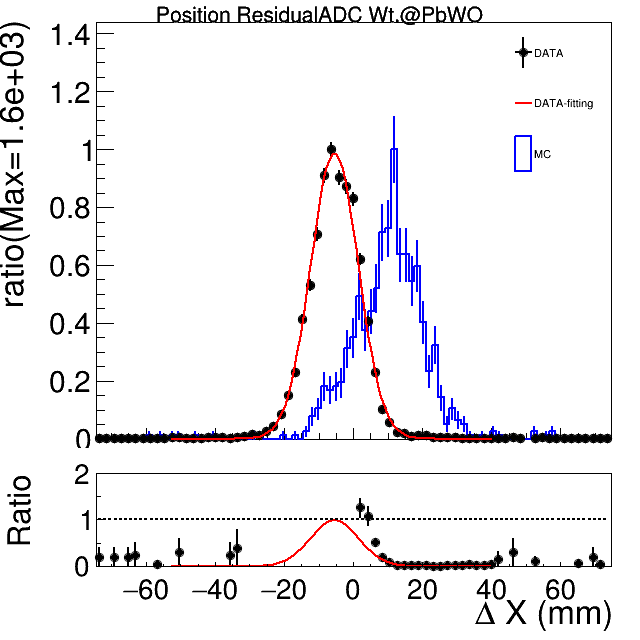 Position ResidualADC Wt.@PbWO
ratio(Max=1.6e+03)
1.4
1.2
1
0.8
0.6
0.4
0.2
0
DATA
DATA-fitting
MC
Ratio
2
1
0
−60 −40 −20 0 20 40 60
Δ X (mm)